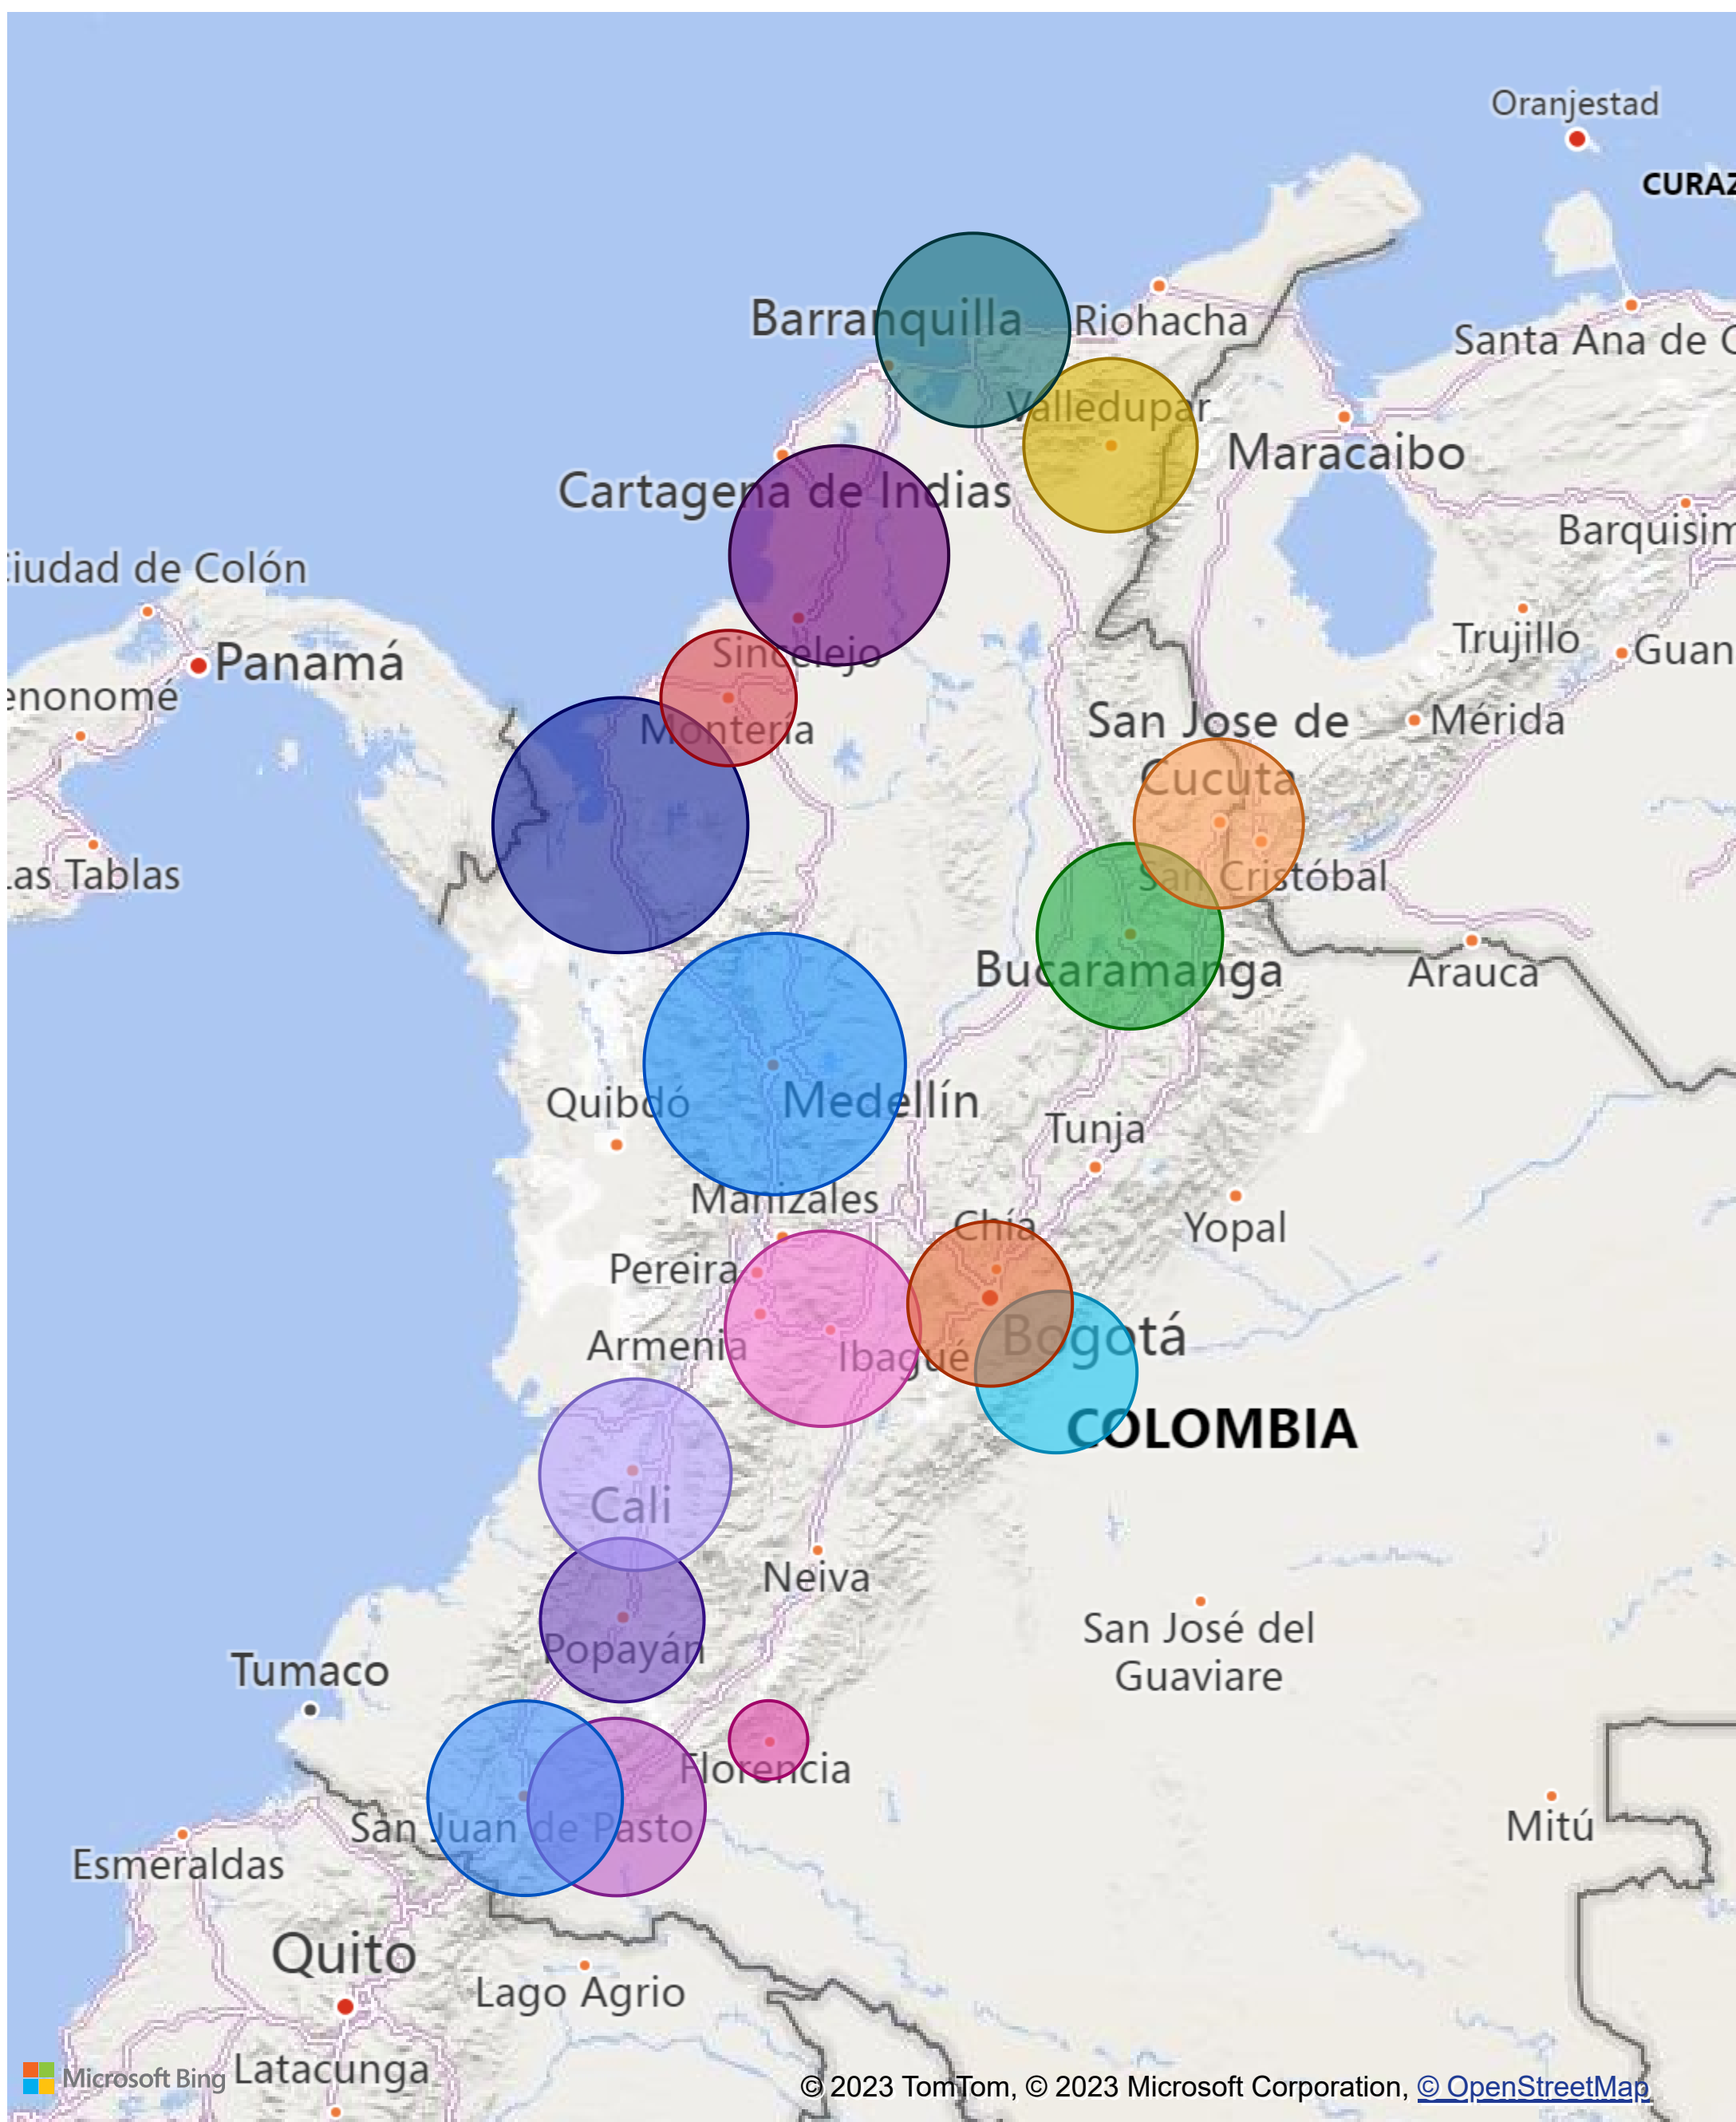 Oranjestad
CURAZ
Barranquilla
Riohacha
Santa Ana de C
Valledupar
Maracaibo
Cartagena de Indias
Barquisim
iudad de Colón
Trujillo
Guan
Sincelejo
Panamá
enonomé
Montería
San Jose de
Cucuta
Mérida
as Tablas
San Cristóbal
Bucaramanga
Arauca
Quibdó
Medellín
Tunja
Manizales
Chía
Yopal
Pereira
Armenia
Ibagué
Bogotá
COLOMBIA
Cali
Neiva
Popayán
San José del
Guaviare
Tumaco
Florencia
San Juan de Pasto
Mitú
Esmeraldas
Quito
Lago Agrio
Latacunga
Microsoft Bing
© 2023 TomTom, © 2023 Microsoft Corporation, © OpenStreetMap